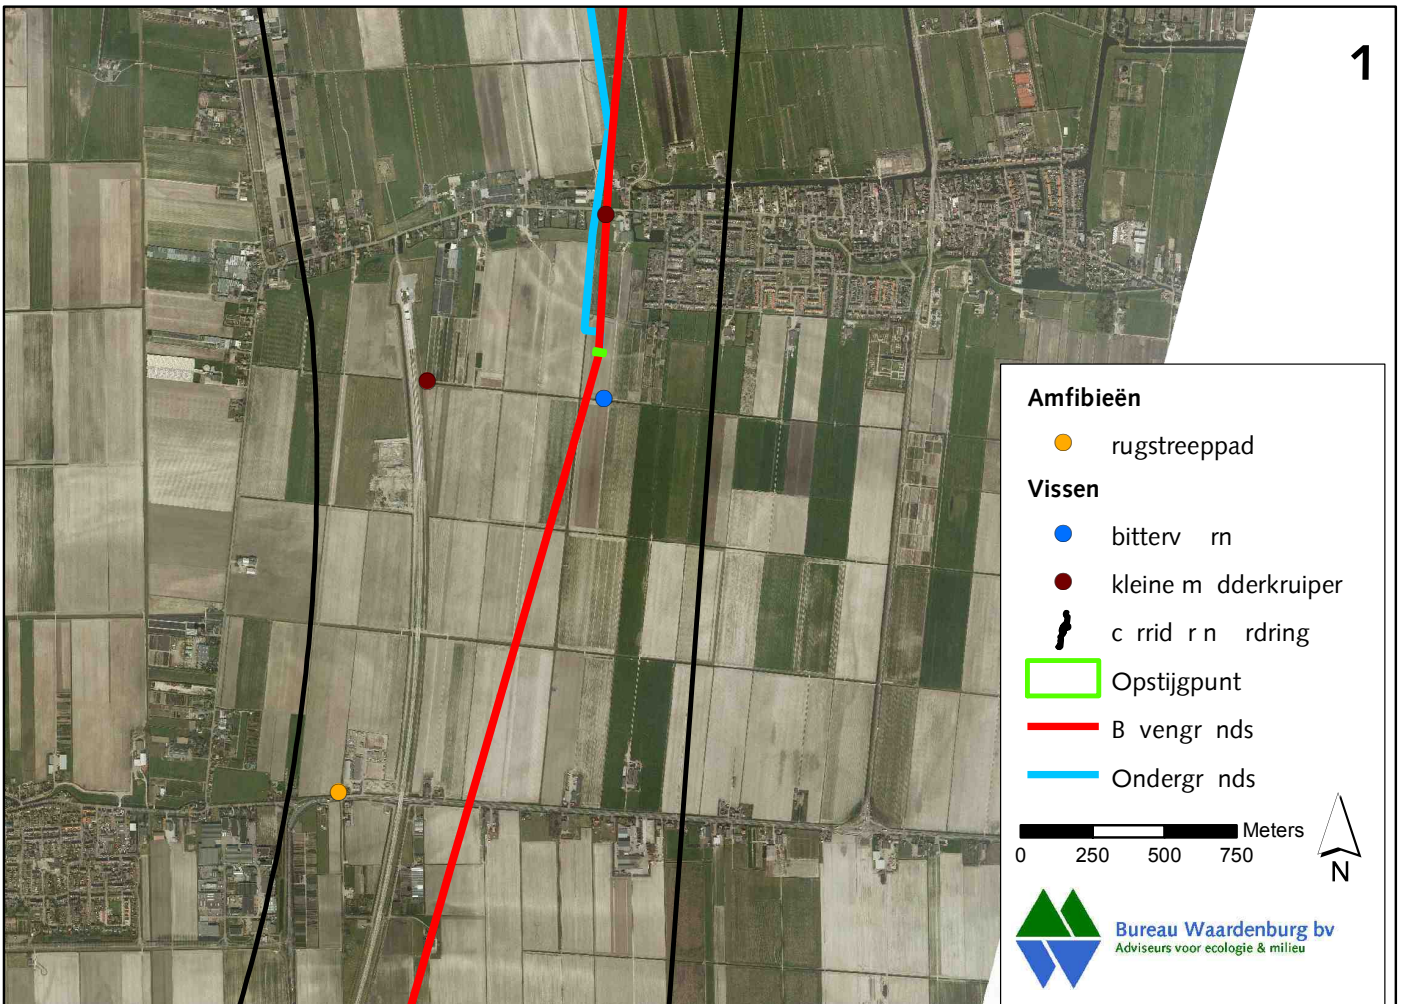 1
Amfibieën
rugstreeppad
Vissen
bitterv rn
kleine m dderkruiper
c rrid r n rdring
Opstijgpunt
B vengr nds
Ondergr nds
Meters
0 250 500 750
N
Bureau Waardenburg bv
Adviseurs voor ecologie & milieu